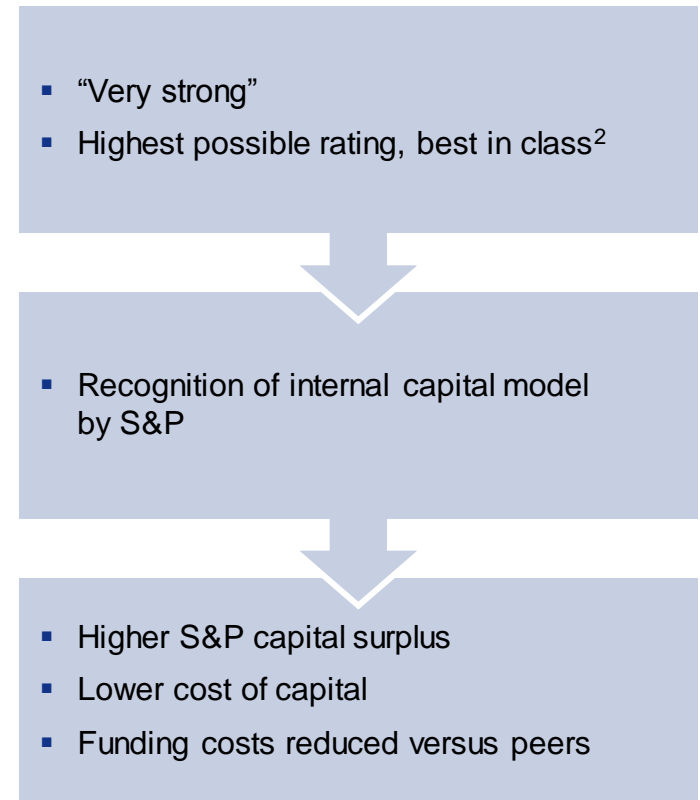 ▪ “Very strong”
▪ Highest possible rating, best in class²
▪ Recognition of internal capital model
by S&P
▪ Higher S&P capital surplus
▪ Lower cost of capital
▪ Funding costs reduced versus peers